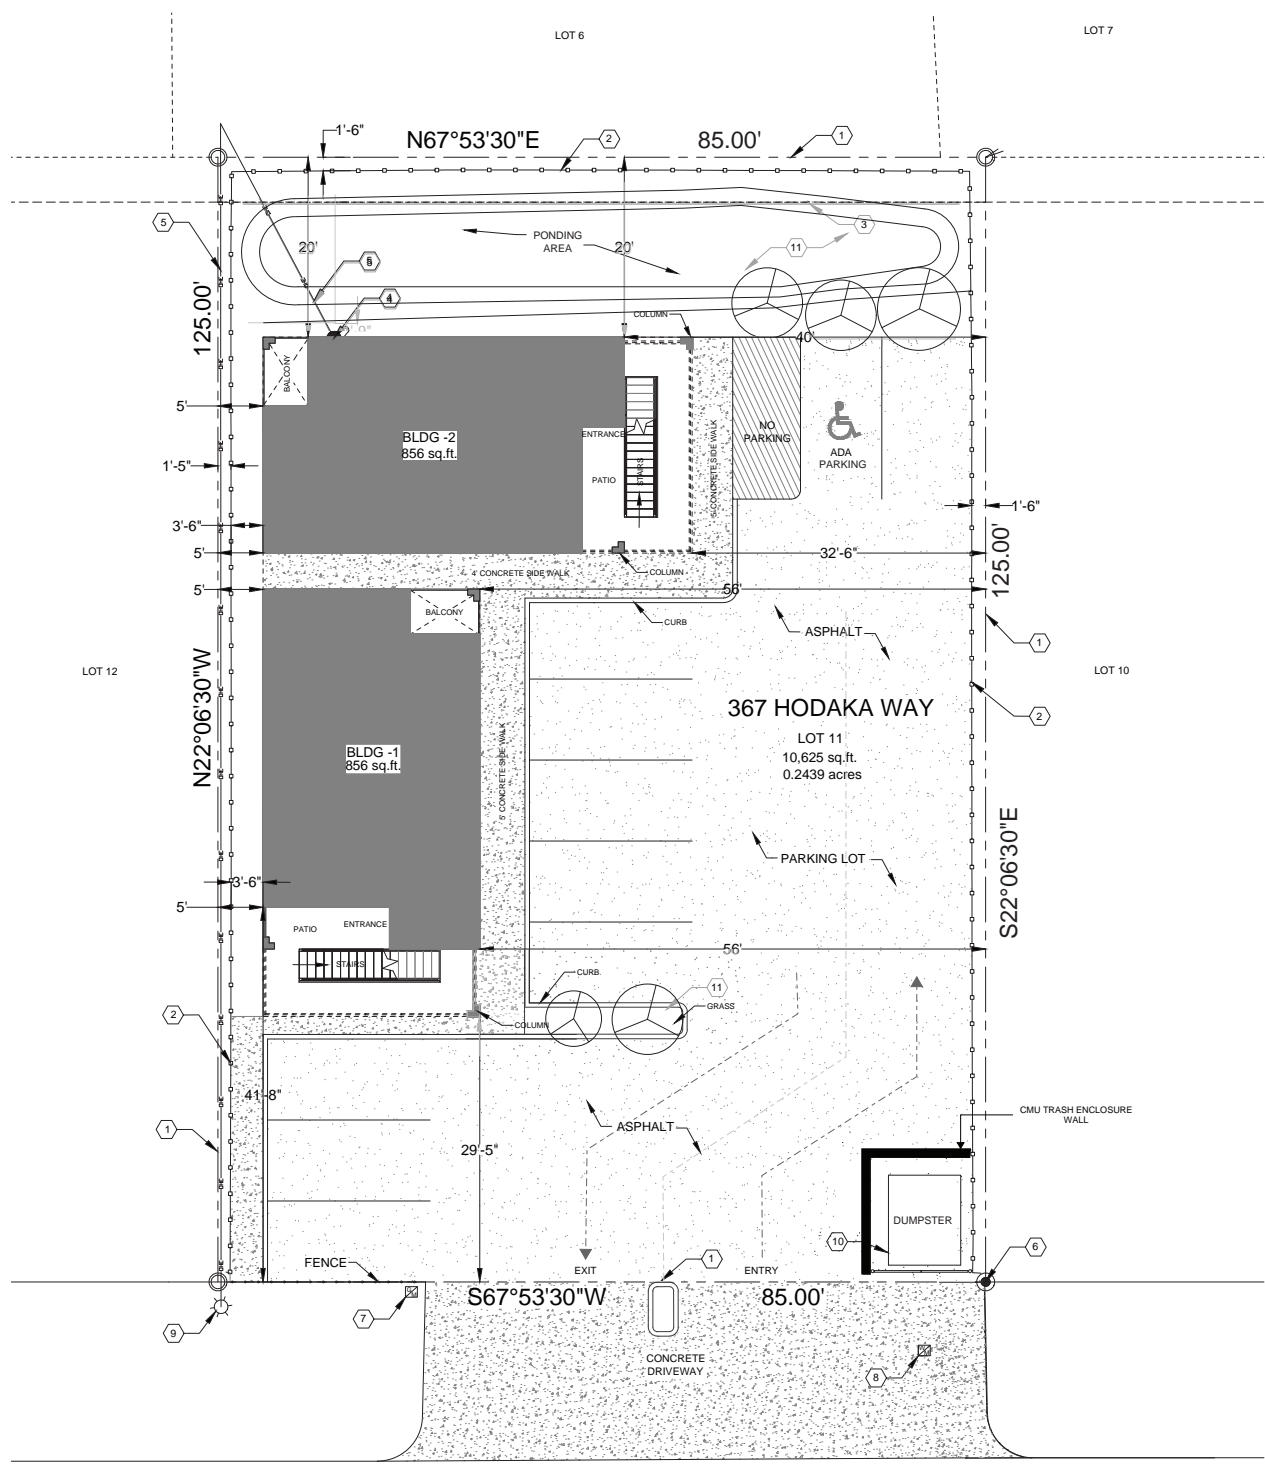 LOT 6
LOT 7
1'-6"
N67°53'30"E
2
85.00'
1
5
3
PONDING
AREA
11
20'
20'
125.00'
COLUMN
40'
BALCONY
5'
BLDG -2
856 sq.ft.
ENTRANCE
NO
PARKING
ADA
PARKING
1'-5"
PATIO
STAIRS
CONCRETE SIDE WALK
1'-6"
3'-6"
5'
32'-6"
4' CONCRETE SIDE WALK
COLUMN
125.00'
5'
56'
BALCONY
CURB
ASPHALT
1
LOT 12
N22°06'30"W
LOT 10
367 HODAKA WAY
2
LOT 11
10,625 sq.ft.
0.2439 acres
BLDG -1
856 sq.ft.
5' CONCRETE SIDE WALK
PARKING LOT
S22°06'30"E
3'-6"
5'
PATIO
ENTRANCE
56'
STAIRS
CURB
11
GRASS
2
COLUMN
41'-8"
CMU TRASH ENCLOSURE
WALL
1
ASPHALT
29'-5"
DUMPSTER
10
6
FENCE
EXIT
1
ENTRY
S67°53'30"W
85.00'
7
9
CONCRETE
DRIVEWAY
8